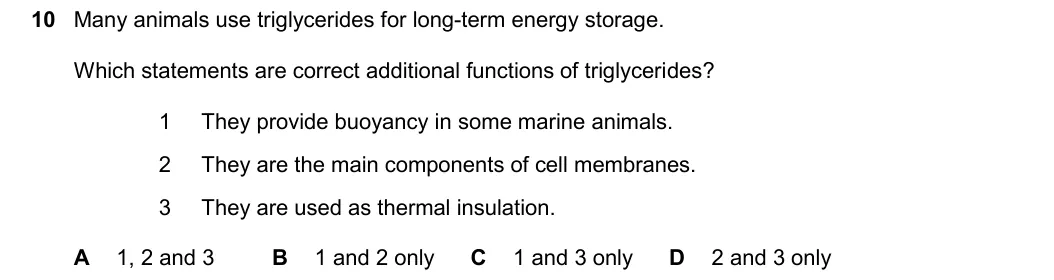 10 Many animals use triglycerides for long-term energy storage.
Which statements are correct additional functions of triglycerides?
1 They provide buoyancy in some marine animals.
2 They are the main components of cell membranes.
3 They are used as thermal insulation.
A 1, 2 and 3 B 1 and 2 only C 1 and 3 only D 2 and 3 only